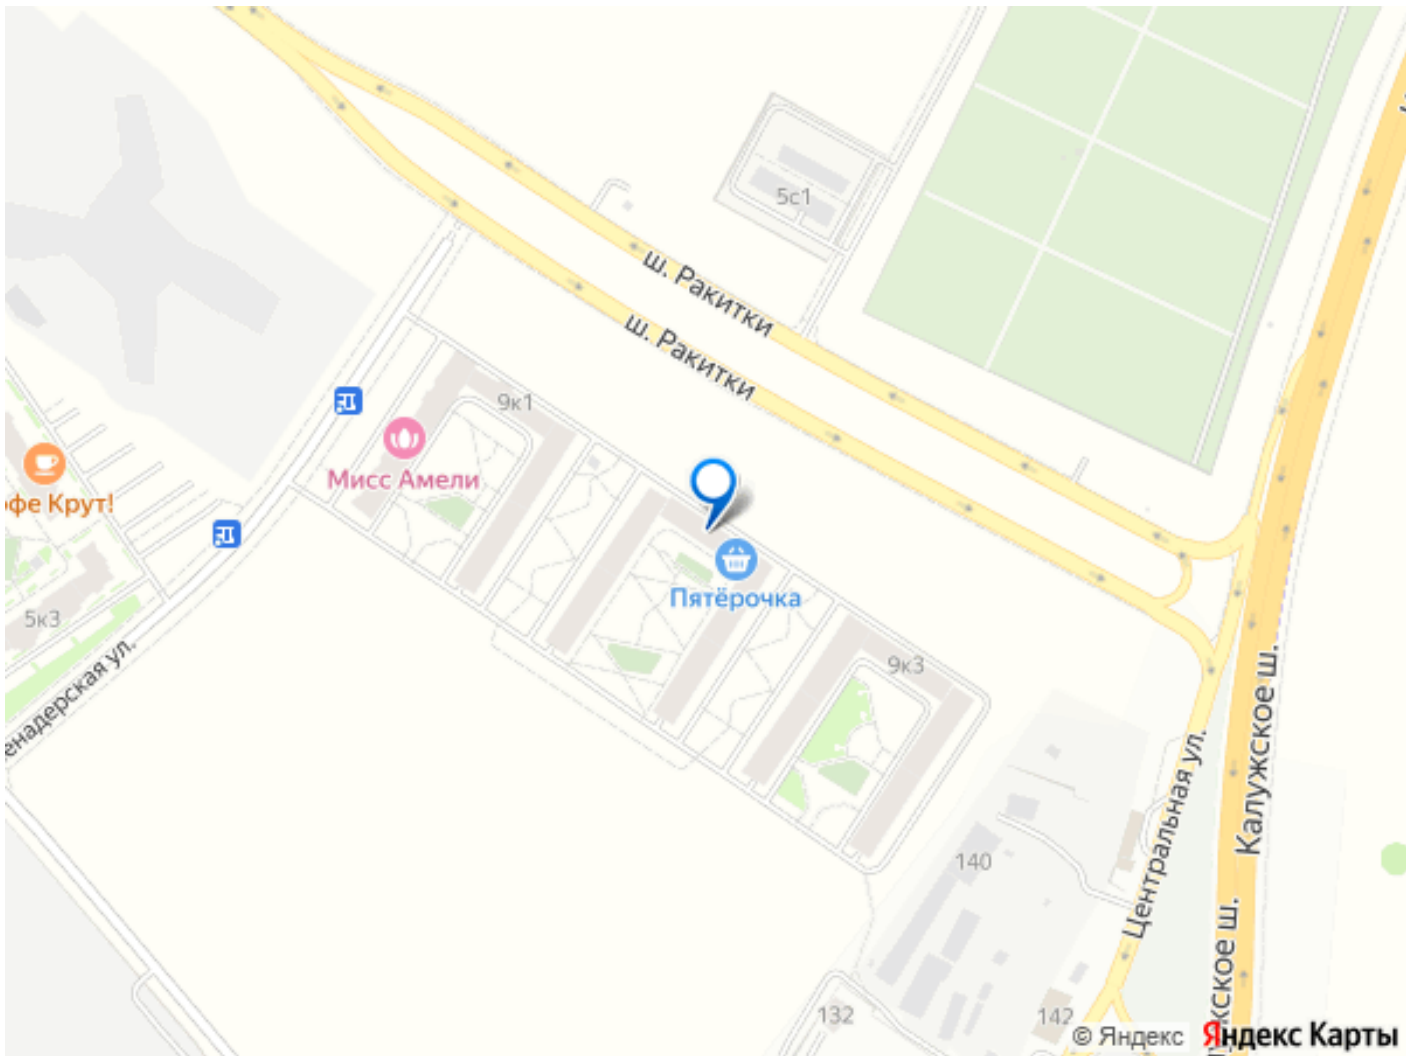 5с1
ш. Ракитки
ш. Ракитки
9к1
Мисс Амели
фе Крут!
Пятёрочка
5к3
9к3
енадерская ул.
Калужское ш.
Центральная ул.
140
жское ш.
132
142
© Яндекс
Яндекс Карты